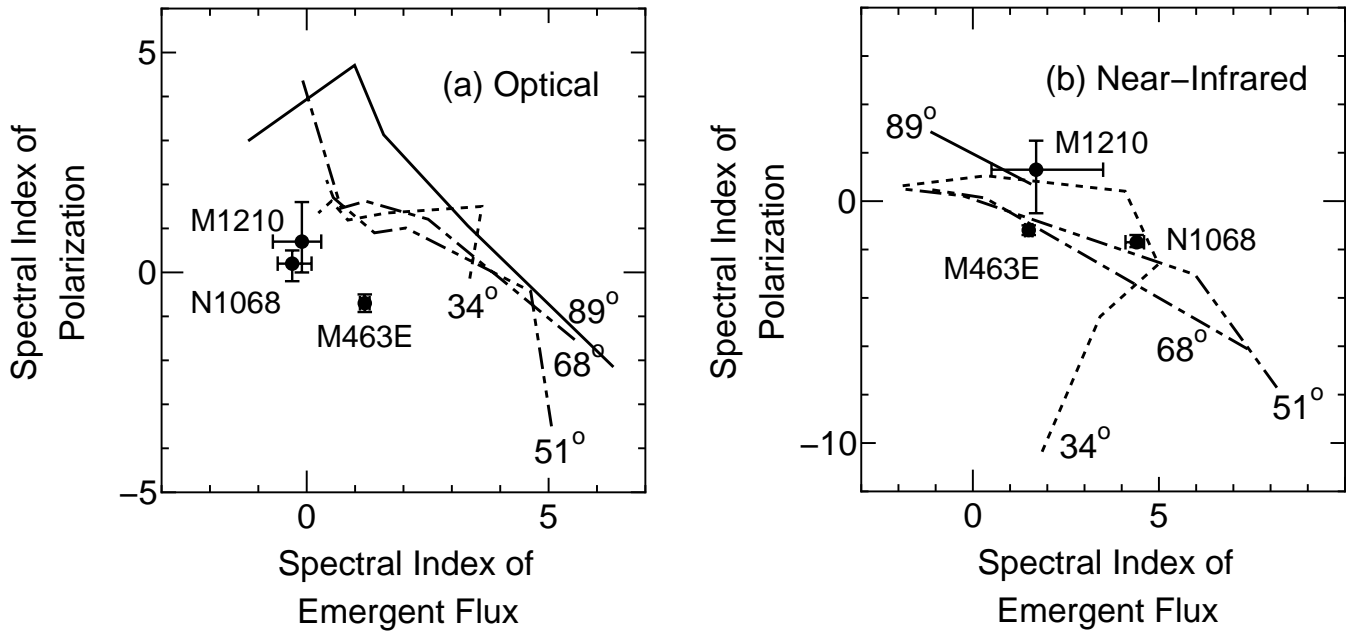 5
(a) Optical
M1210
0
N1068
M463E
34°
89°
68°
51°
−5
0
5
Spectral Index of
Polarization
Spectral Index of
Emergent Flux
(b) Near−Infrared
89°
M1210
0
N1068
M463E
68°
51°
34°
−10
0
5
Spectral Index of
Polarization
Spectral Index of
Emergent Flux